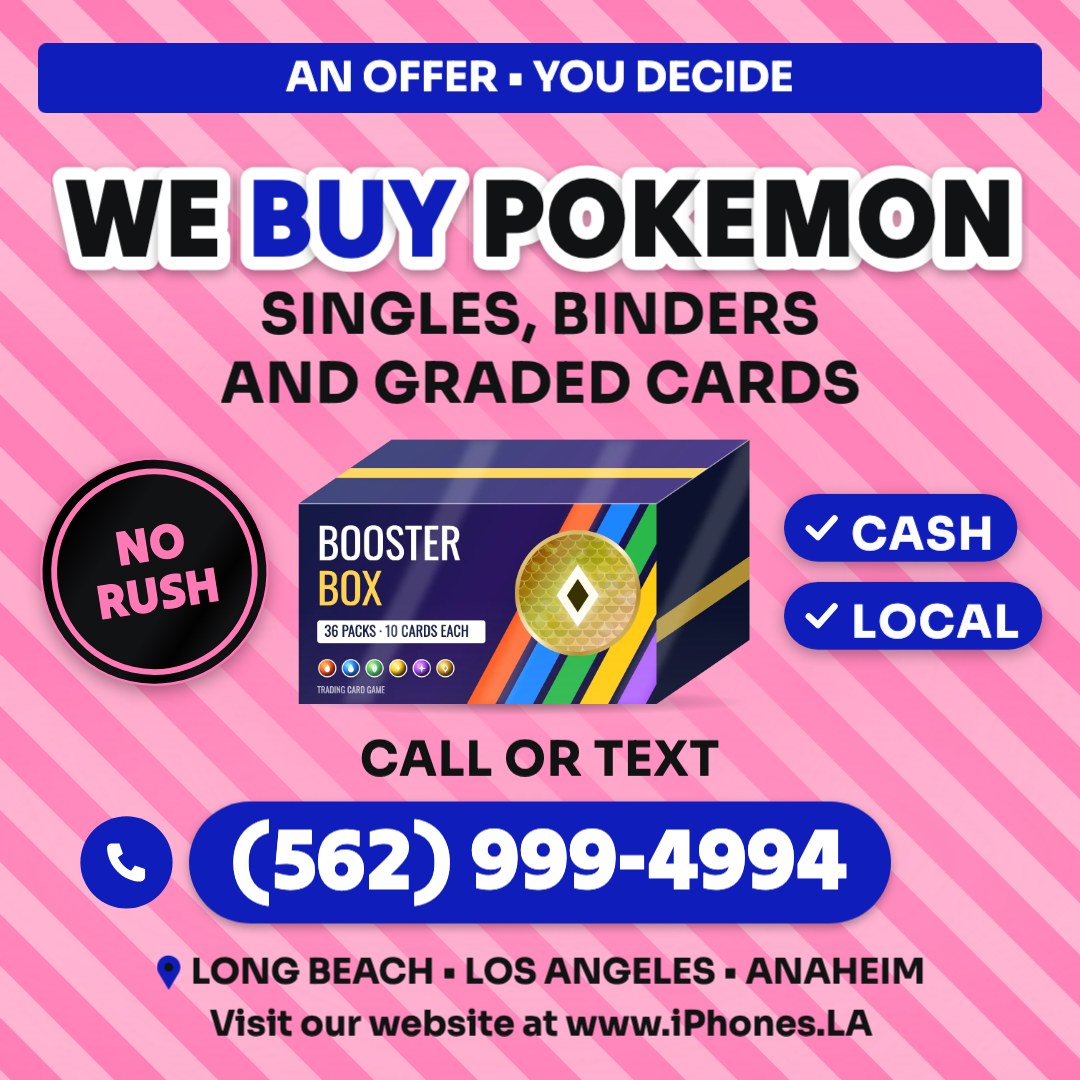 AN OFFER ▪ YOU DECIDE
WE BUY POKEMON
SINGLES, BINDERS
AND GRADED CARDS
NO
RUSH
BOOSTER
BOX
36 PACKS · 10 CARDS EACH
TRADING CARD GAME
CASH
LOCAL
CALL OR TEXT
(562) 999-4994
LONG BEACH ▪ LOS ANGELES ▪ ANAHEIM
Visit our website at www.iPhones.LA